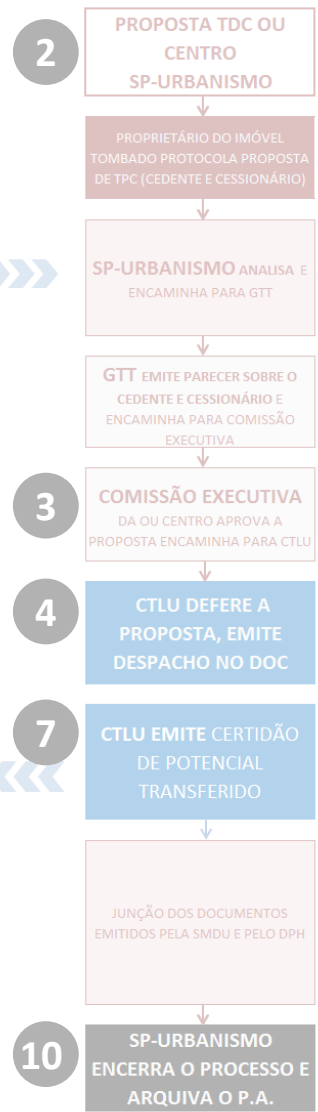 2
PROPOSTA TDC OU
CENTRO
SP-URBANISMO
PROPRIETÁRIO DO IMÓVEL
TOMBADO PROTOCOLA PROPOSTA
DE TPC (CEDENTE E CESSIONÁRIO)
SP-URBANISMO ANALISA E
ENCAMINHA PARA GTT
GTT EMITE PARECER SOBRE O
CEDENTE E CESSIONÁRIO E
ENCAMINHA PARA COMISSÃO
EXECUTIVA
3
COMISSÃO EXECUTIVA
DA OU CENTRO APROVA A
PROPOSTA ENCAMINHA PARA CTLU
4
CTLU DEFERE A
PROPOSTA, EMITE
DESPACHO NO DOC
7
CTLU EMITE CERTIDÃO
DE POTENCIAL
TRANSFERIDO
JUNÇÃO DOS DOCUMENTOS
EMITIDOS PELA SMDU E PELO DPH
10
SP-URBANISMO
ENCERRA O PROCESSO E
ARQUIVA O P.A.